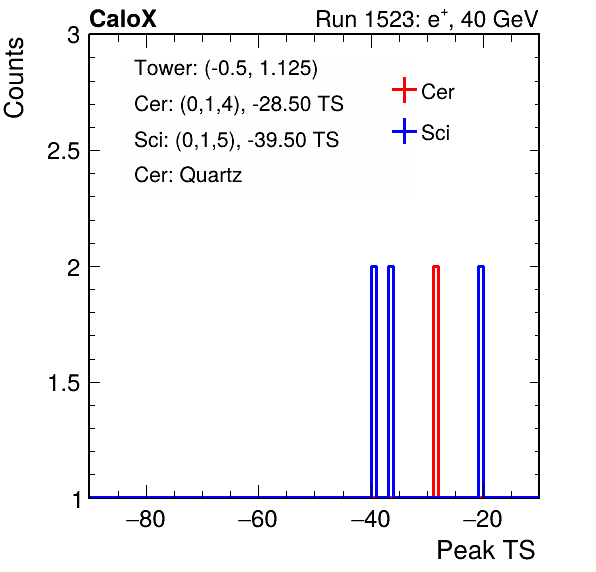 CaloX Run 1523: e⁺, 40 GeV
Counts
Tower: (-0.5, 1.125)
Cer: (0,1,4), -28.50 TS
Sci: (0,1,5), -39.50 TS
Cer: Quartz
Cer
Sci
3
2.5
2
1.5
1
−80 −60 −40 −20
Peak TS